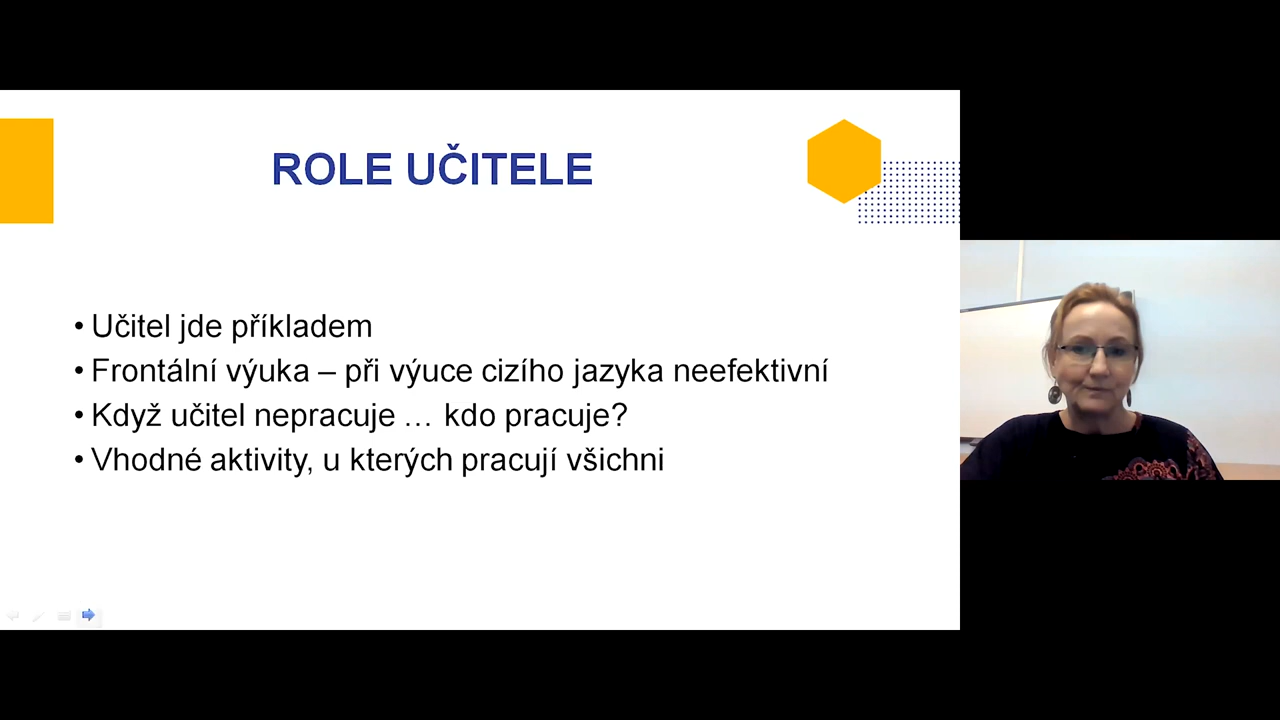 ROLE UČITELE
• Učitel jde příkladem
• Frontální výuka – při výuce cizího jazyka neefektivní
• Když učitel nepracuje … kdo pracuje?
• Vhodné aktivity, u kterých pracují všichni